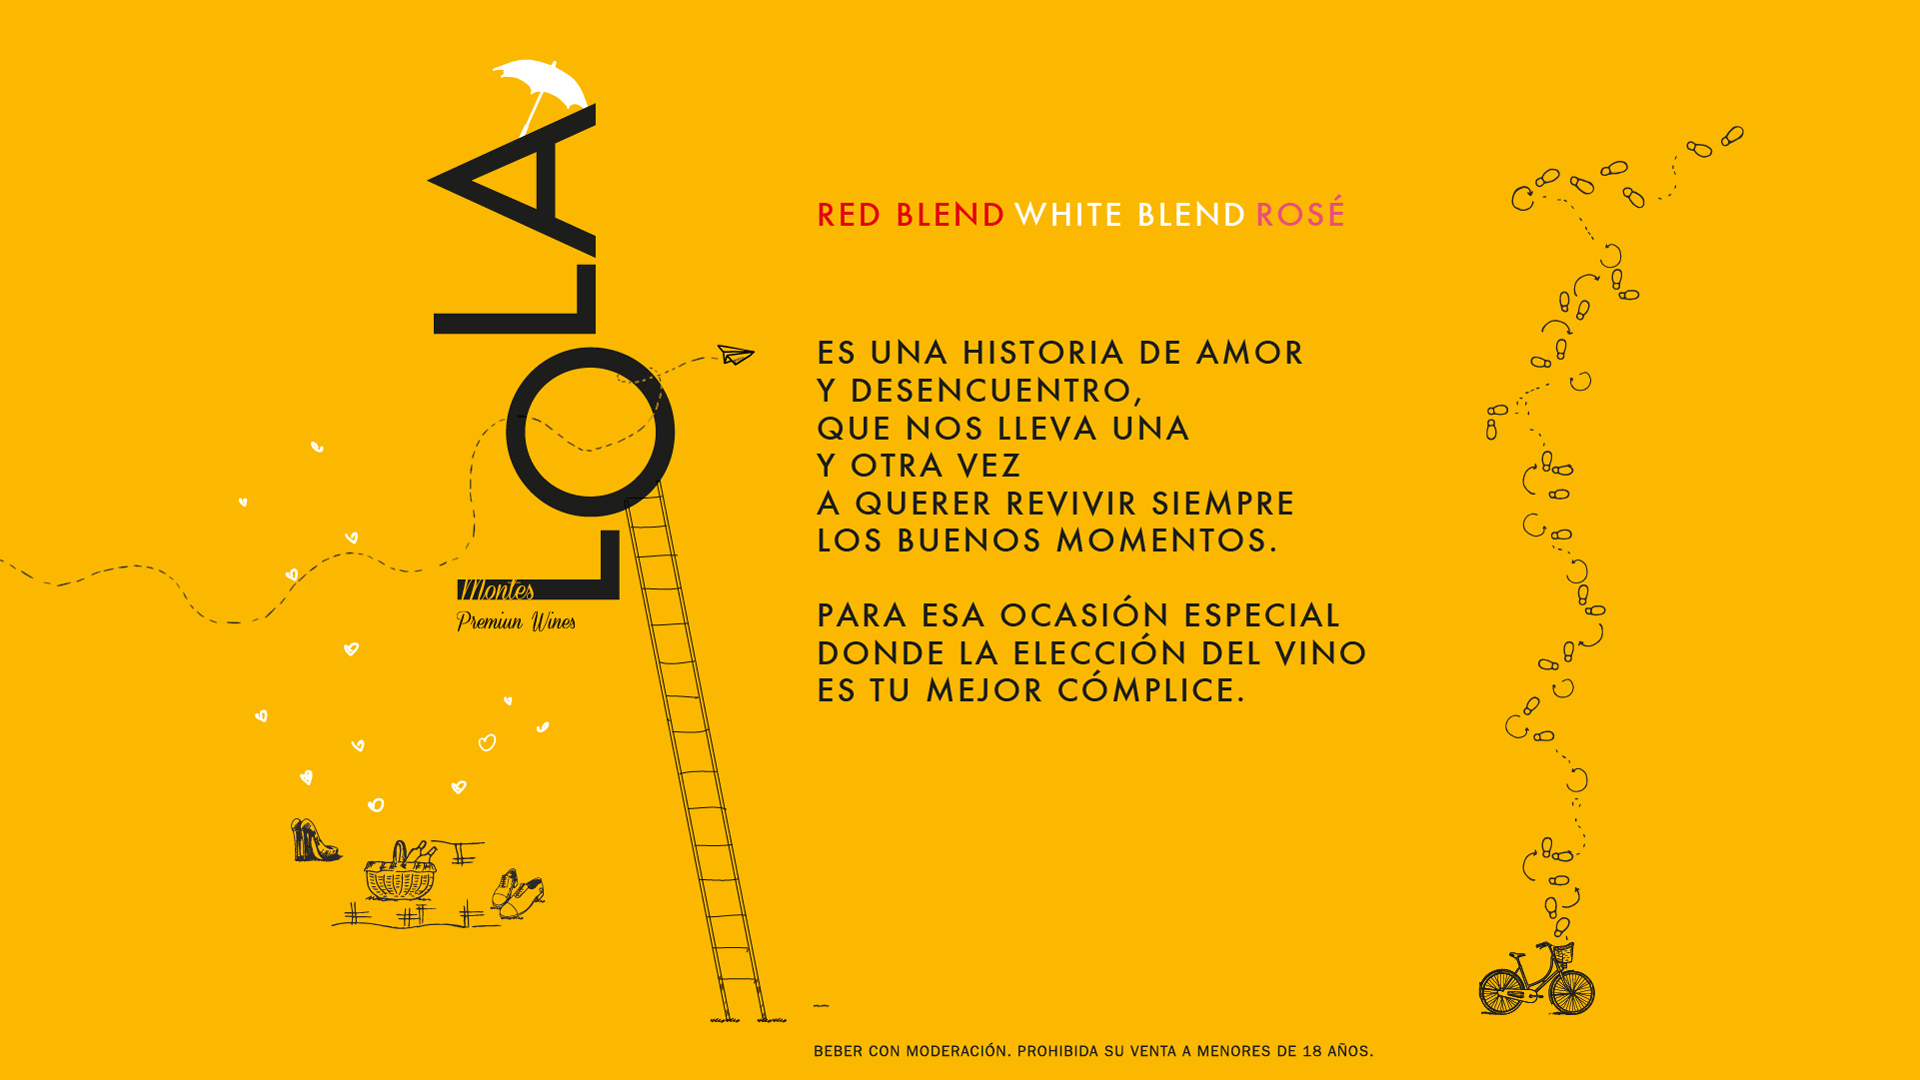 LOLA
Montes
Premiun Wines
RED BLEND WHITE BLEND ROSÉ
ES UNA HISTORIA DE AMOR
Y DESENCUENTRO,
QUE NOS LLEVA UNA
Y OTRA VEZ
A QUERER REVIVIR SIEMPRE
LOS BUENOS MOMENTOS.
PARA ESA OCASIÓN ESPECIAL
DONDE LA ELECCIÓN DEL VINO
ES TU MEJOR CÓMPLICE.
BEBER CON MODERACIÓN. PROHIBIDA SU VENTA A MENORES DE 18 AÑOS.